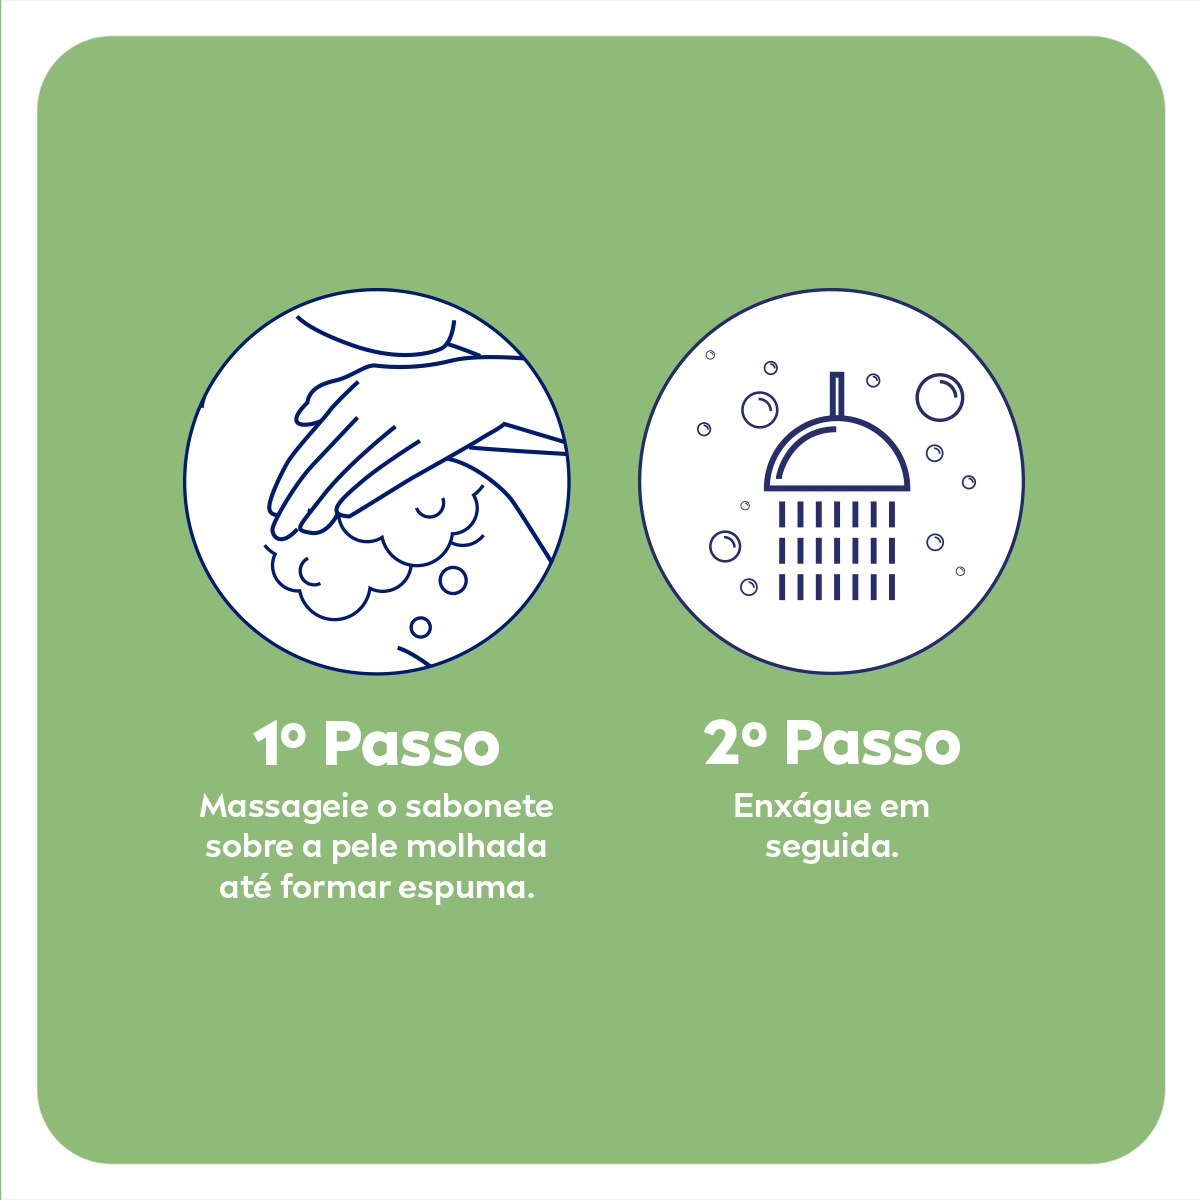 1º Passo
Massageie o sabonete
sobre a pele molhada
até formar espuma.
2º Passo
Enxágue em
seguida.